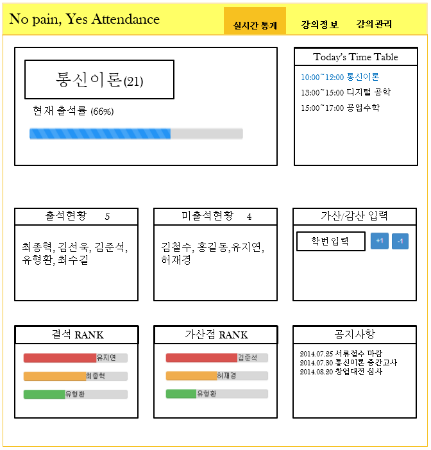 No pain, Yes Attendance
실시간 통계
강의정보
강의관리
통신이론(21)
현재 출석률 (66%)
Today's Time Table
10:00~12:00 통신이론
13:00~15:00 디지털 공학
15:00~17:00 공업수학
출석현황 5
최종혁, 김선욱, 김준석,
유형환, 최수길
미출석현황 4
김철수, 홍길동,유지연,
허재경
가산/감산 입력
학번입력
+1
-1
결석 RANK
유지연
최종혁
유형환
가산점 RANK
김준석
허재경
유형환
공지사항
2014.07.25 서류접수 마감
2014.07.30 통신이론 중간고사
2014.08.20 창업대전 심사